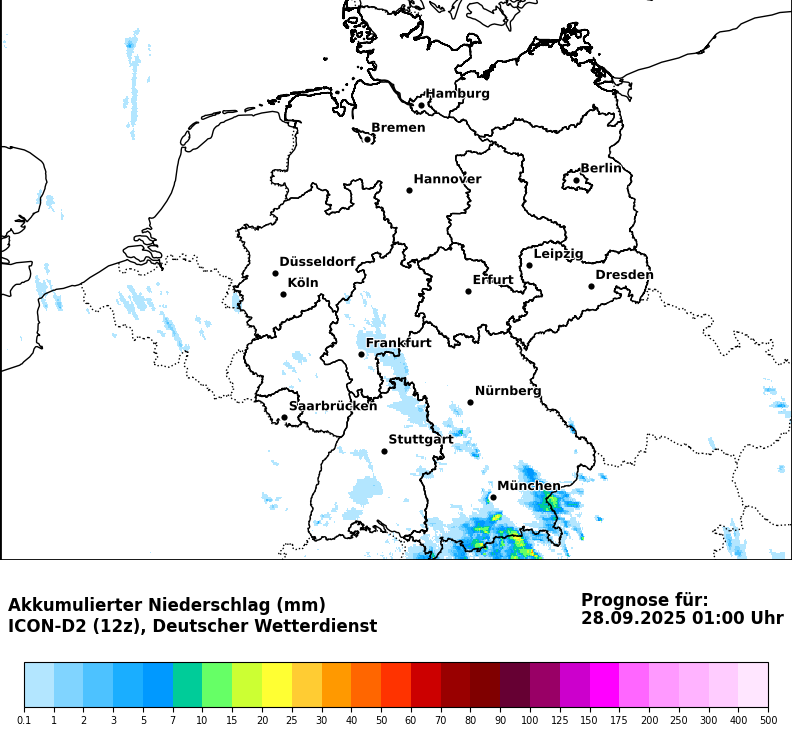 Hamburg
Bremen
Berlin
Hannover
Leipzig
Düsseldorf
Dresden
Köln
Erfurt
Frankfurt
Nürnberg
Saarbrücken
Stuttgart
München
Akkumulierter Niederschlag (mm)
ICON-D2 (12z), Deutscher Wetterdienst
Prognose für:
28.09.2025 01:00 Uhr
0.1 1 2 3 5 7 10 15 20 25 30 40 50 60 70 80 90 100 125 150 175 200 250 300 400 500